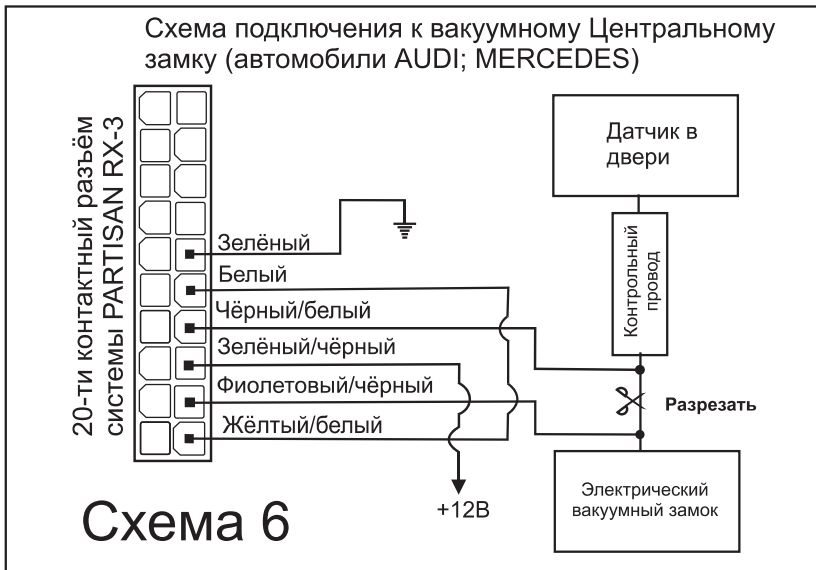 Схема подключения к вакуумному Центральному
замку (автомобили AUDI; MERCEDES)
20-ти контактный разъём
системы PARTISAN RX-3
Зелёный
Белый
Чёрный/белый
Зелёный/чёрный
Фиолетовый/чёрный
Жёлтый/белый
+12В
Датчик в
двери
Контрольный
провод
Разрезать
Электрический
вакуумный замок
Схема 6